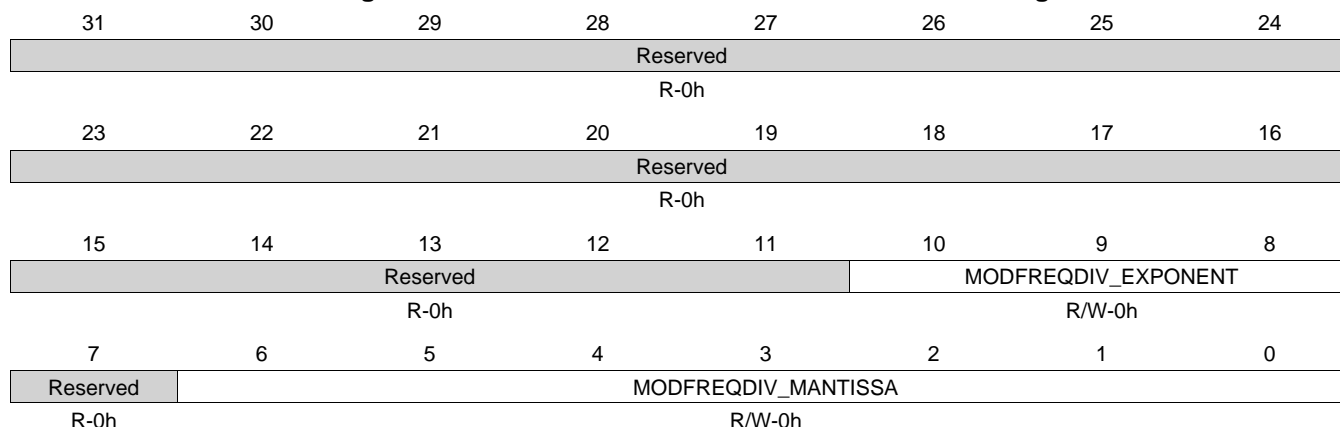 31 30 29 28 27 26 25 24
Reserved
R-0h
23 22 21 20 19 18 17 16
Reserved
R-0h
15 14 13 12 11 10 9 8
Reserved MODFREQDIV_EXPONENT
R-0h R/W-0h
7 6 5 4 3 2 1 0
Reserved MODFREQDIV_MANTISSA
R-0h R/W-0h